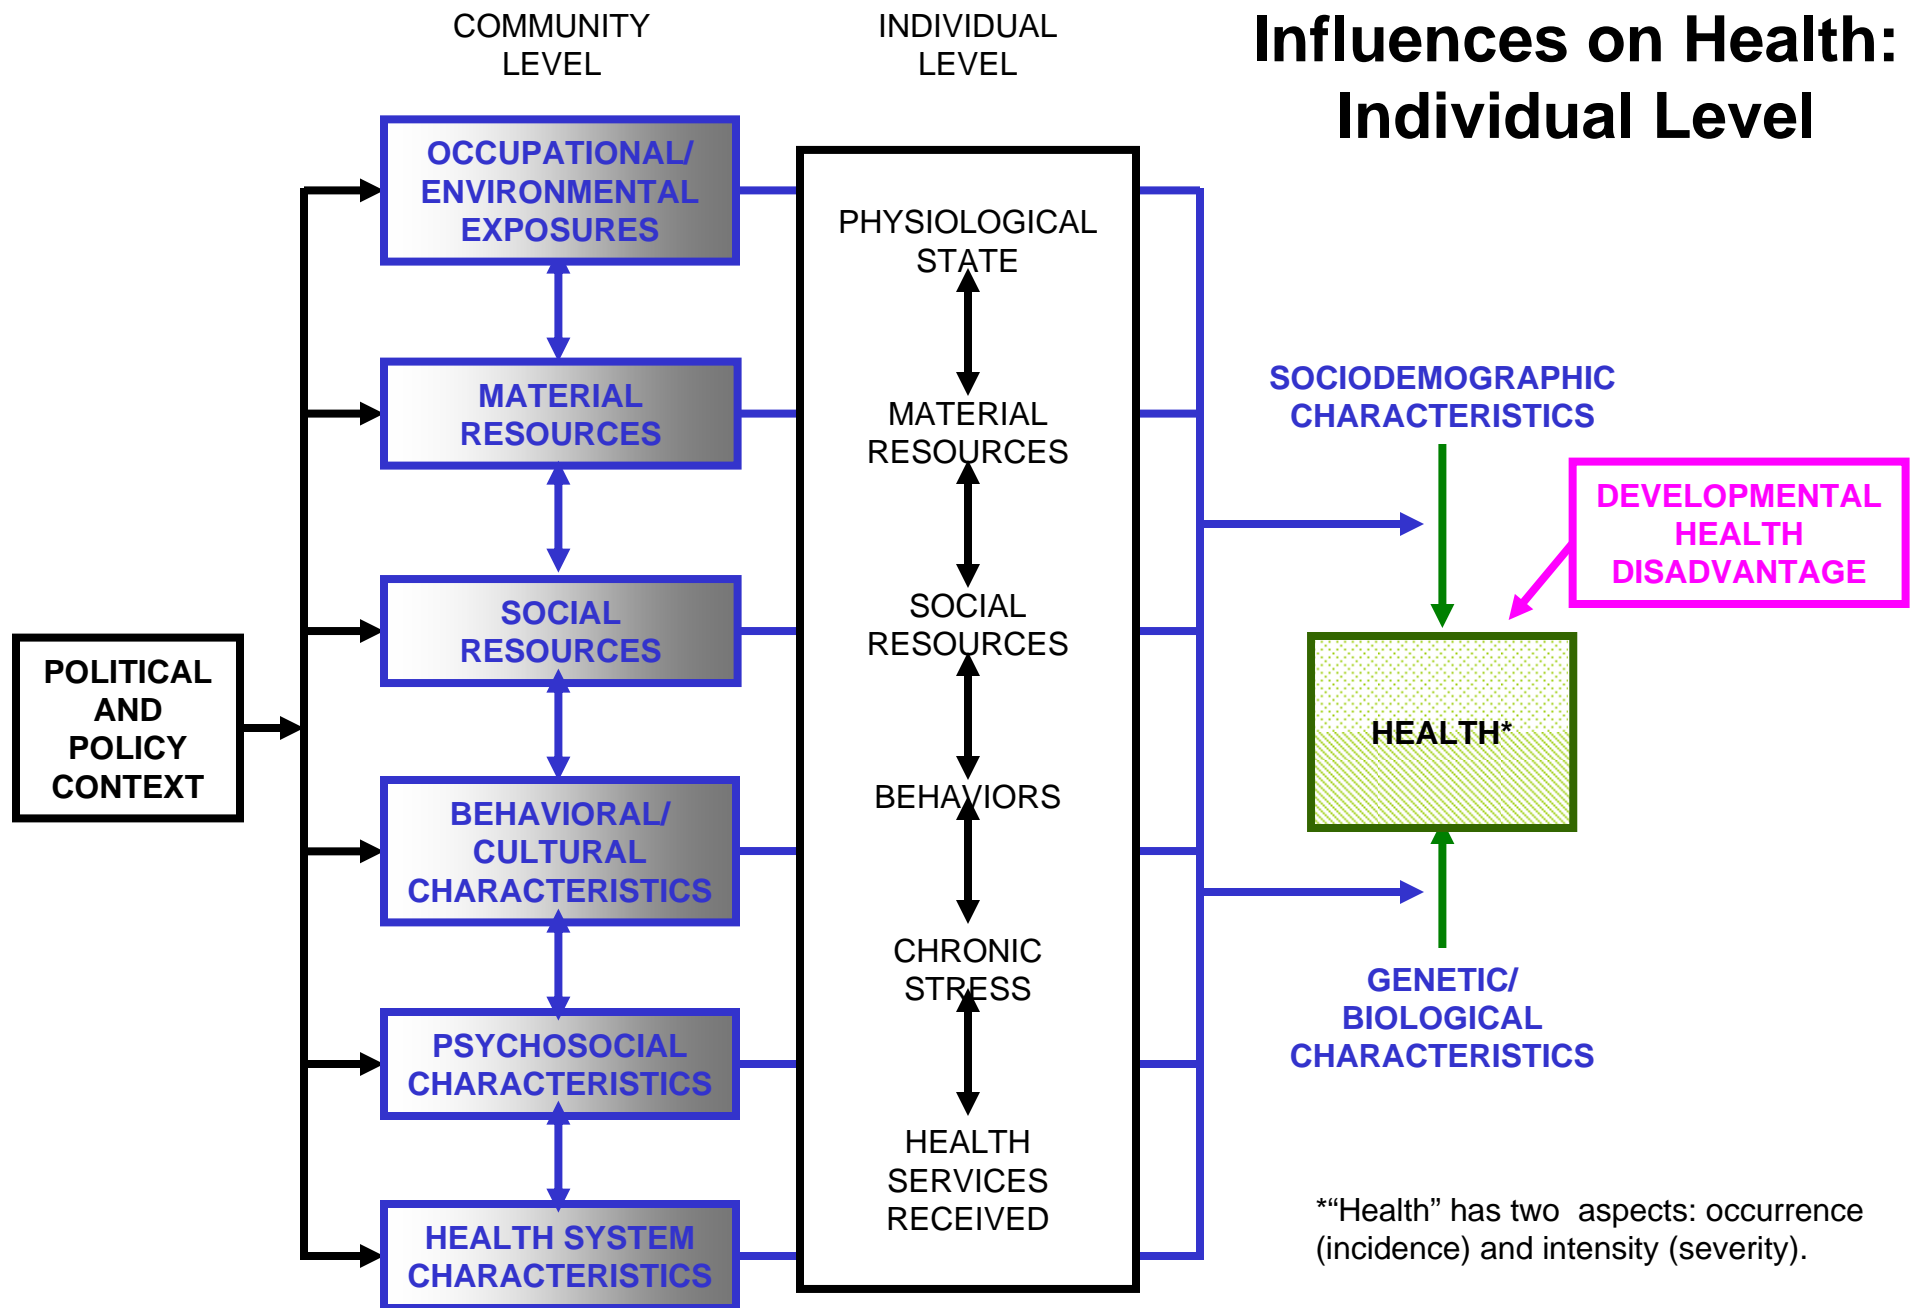 COMMUNITY
LEVEL
INDIVIDUAL
LEVEL
Influences on Health:
Individual Level
POLITICAL
AND
POLICY
CONTEXT
OCCUPATIONAL/
ENVIRONMENTAL
EXPOSURES
MATERIAL
RESOURCES
SOCIAL
RESOURCES
BEHAVIORAL/
CULTURAL
CHARACTERISTICS
PSYCHOSOCIAL
CHARACTERISTICS
HEALTH SYSTEM
CHARACTERISTICS
PHYSIOLOGICAL
STATE
MATERIAL
RESOURCES
SOCIAL
RESOURCES
BEHAVIORS
CHRONIC
STRESS
HEALTH
SERVICES
RECEIVED
SOCIODEMOGRAPHIC
CHARACTERISTICS
DEVELOPMENTAL
HEALTH
DISADVANTAGE
HEALTH*
GENETIC/
BIOLOGICAL
CHARACTERISTICS
*“Health” has two  aspects: occurrence
(incidence) and intensity (severity).